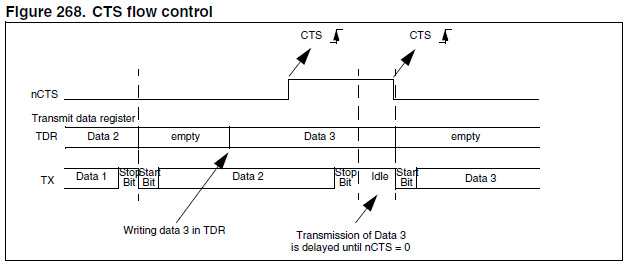 Figure 268. CTS flow control
CTS CTS
nCTS
Transmit data register
TDR Data 2 empty Data 3 empty
TX Data 1 Stop Bit Start Bit Data 2 Stop Bit Idle Start Bit Data 3
Writing data 3 in TDR
Transmission of Data 3
is delayed until nCTS = 0